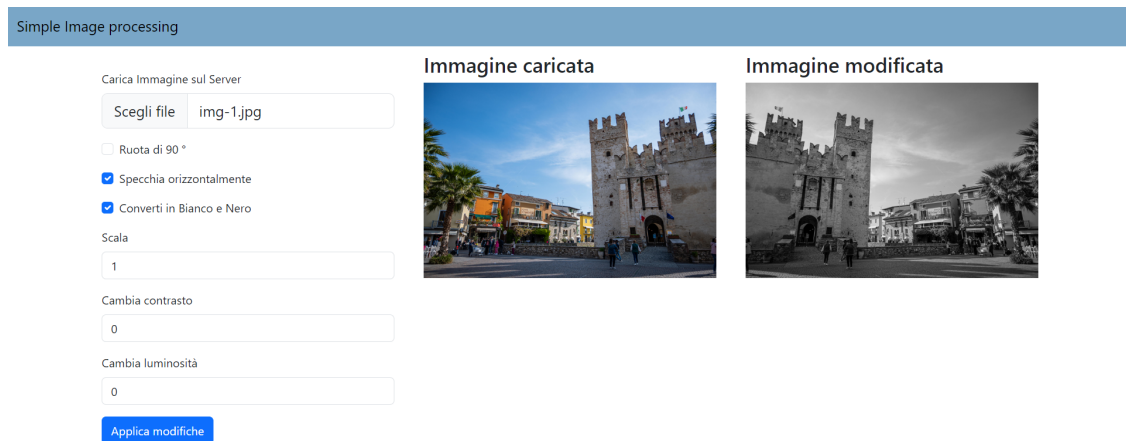 Simple Image processing
Carica Immagine sul Server
Scegli file img-1.jpg
Ruota di 90 °
Specchia orizzontalmente
Converti in Bianco e Nero
Scala
1
Cambia contrasto
0
Cambia luminosità
0
Applica modifiche
Immagine caricata
Immagine modificata